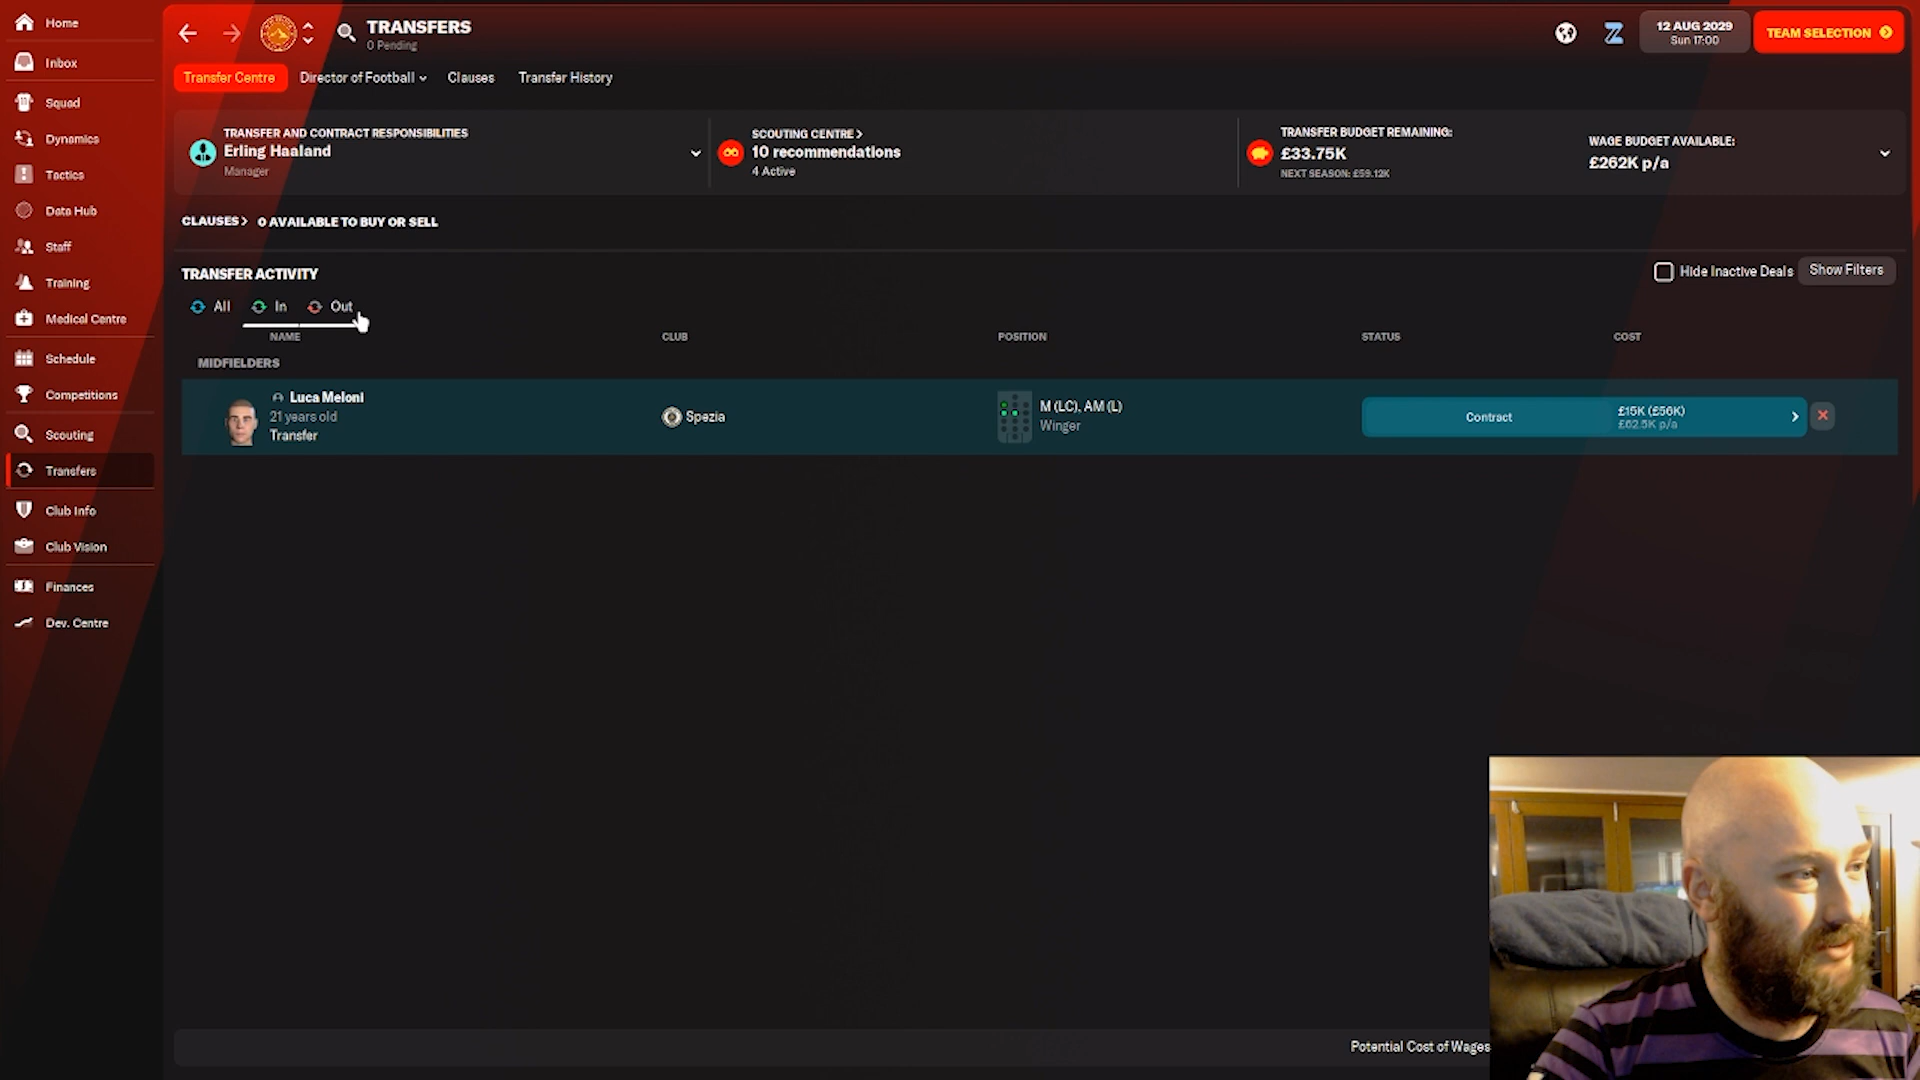 Home
Inbox
Squad
Dynamics
Tactics
Data Hub
Staff
Training
Medical Centre
Schedule
Competitions
Scouting
Transfers
Club Info
Club Vision
Finances
Dev. Centre
TRANSFERS
0 Pending
12 AUG 2029
Sun 17:00
TEAM SELECTION
Transfer Centre
Director of Football
Clauses
Transfer History
TRANSFER AND CONTRACT RESPONSIBILITIES
Erling Haaland
Manager
SCOUTING CENTRE >
10 recommendations
4 Active
TRANSFER BUDGET REMAINING:
£33.75K
NEXT SEASON: £59.12K
WAGE BUDGET AVAILABLE:
£262K p/a
CLAUSES > 0 AVAILABLE TO BUY OR SELL
TRANSFER ACTIVITY
Hide Inactive Deals
Show Filters
All
In
Out
NAME CLUB POSITION STATUS COST
MIDFIELDERS
Luca Meloni
21 years old
Transfer
Spezia
M (LC), AM (L)
Winger
Contract
£15K (£56K)
£62.5K p/a
Potential Cost of Wages